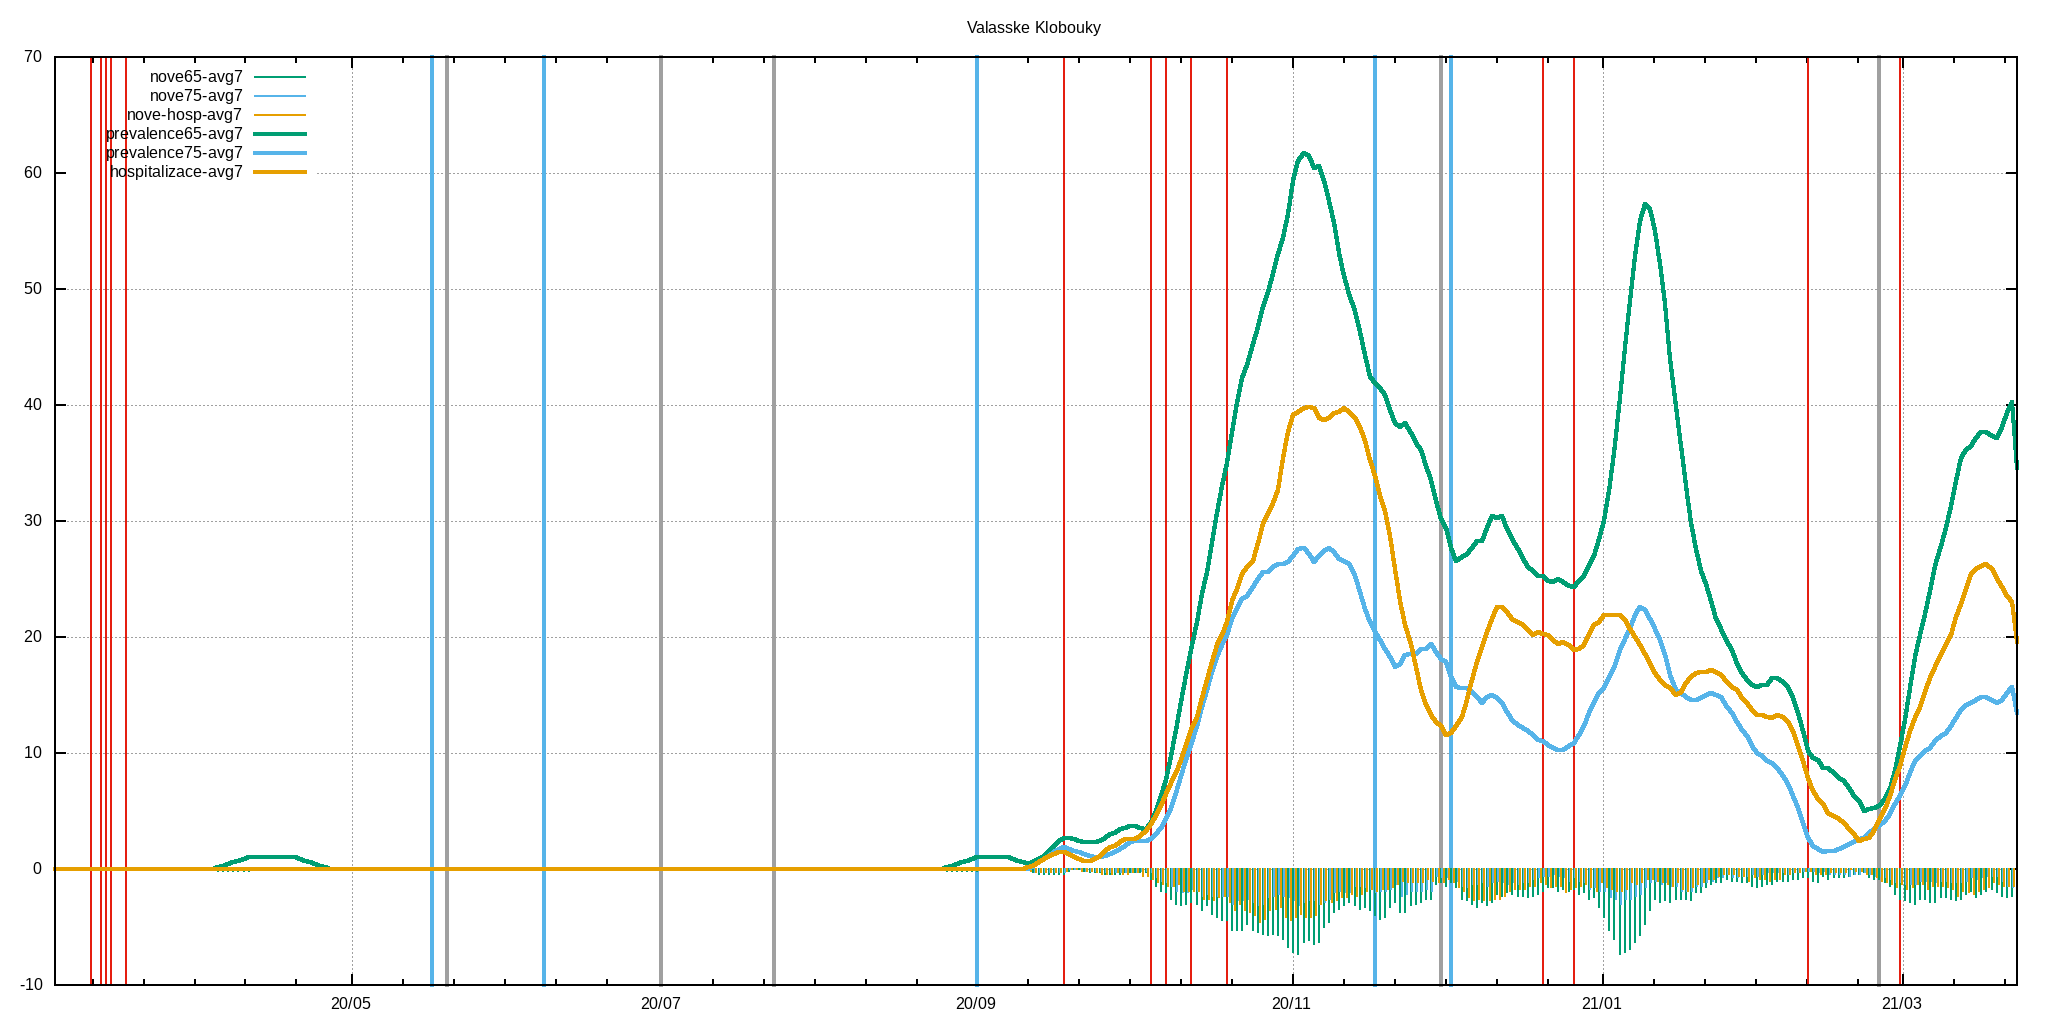 Valasske Klobouky
70
60
50
40
30
20
10
0
-10
nove65-avg7
nove75-avg7
nove-hosp-avg7
prevalence65-avg7
prevalence75-avg7
hospitalizace-avg7
20/05
20/07
20/09
20/11
21/01
21/03